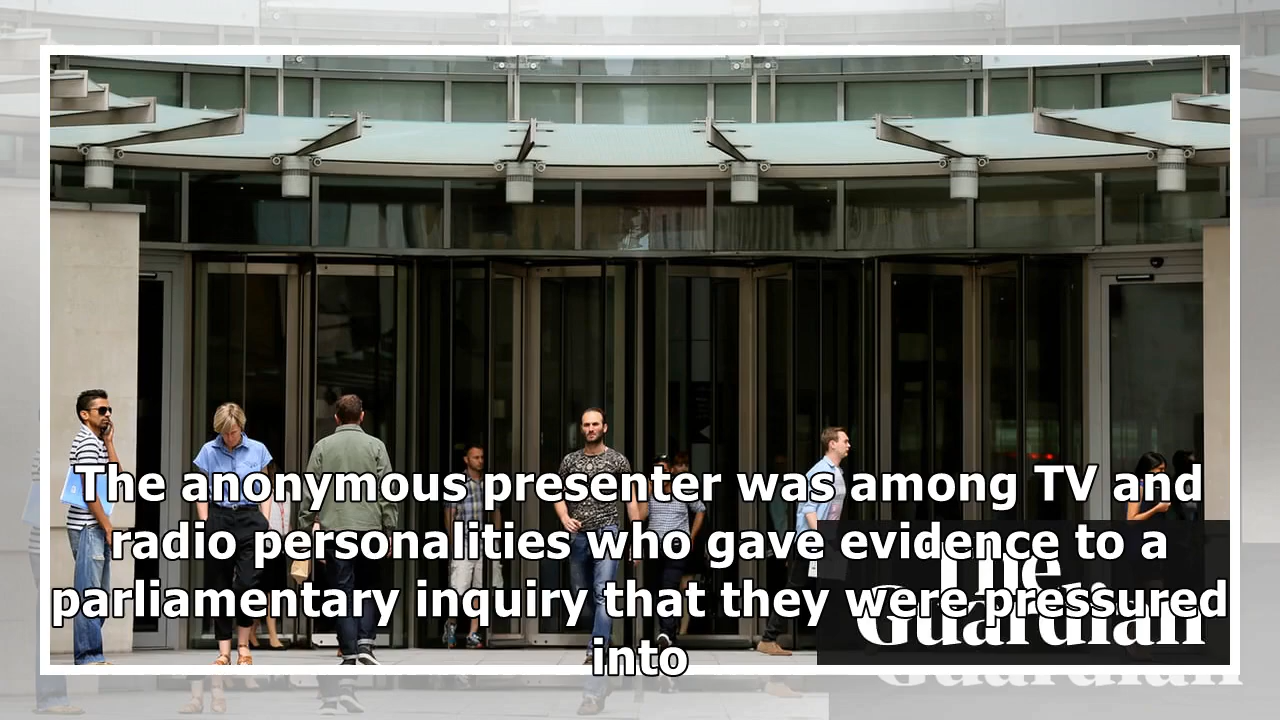 The anonymous presenter was among TV and
radio personalities who gave evidence to a
parliamentary inquiry that they were pressured
into
The
Guardian
Guardian